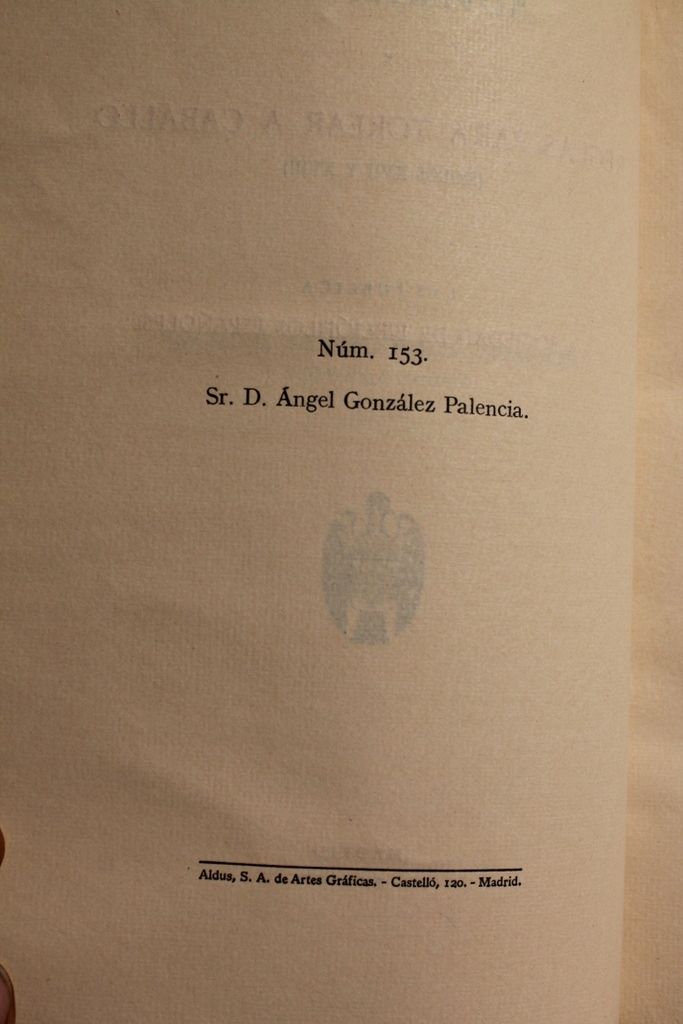 Núm. 153.
Sr. D. Ángel González Palencia.
Aldus, S. A. de Artes Gráficas. - Castelló, 120. - Madrid.